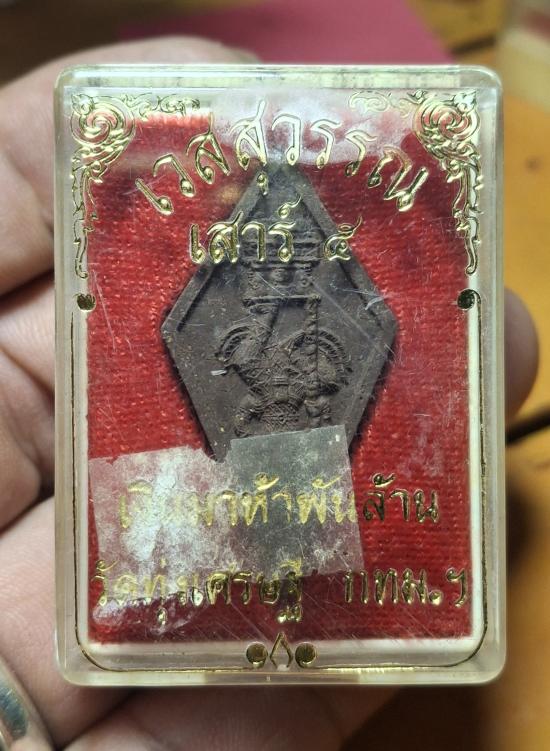 เวสสุวรรณ
เสาร์ ๕
เงินมาห้าพันล้าน
วัดทุ่งเศรษฐี กทม.ฯ